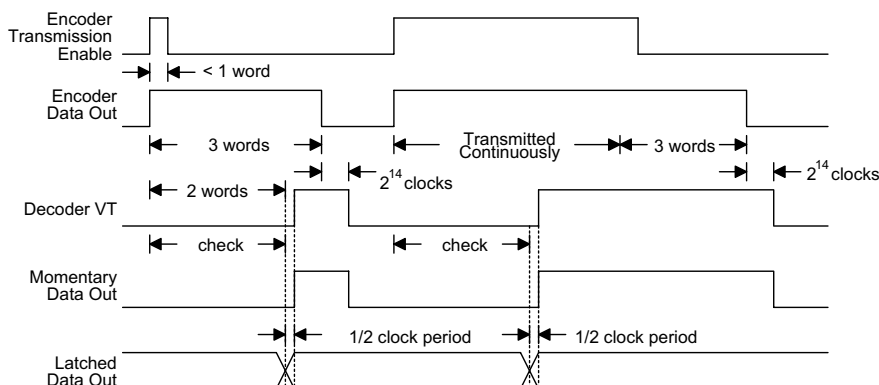 Encoder
Transmission
Enable
< 1 word
Encoder
Data Out
3 words
Transmitted
Continuously
3 words
2^14 clocks
2^14 clocks
2 words
Decoder VT
check
check
Momentary
Data Out
1/2 clock period
1/2 clock period
Latched
Data Out